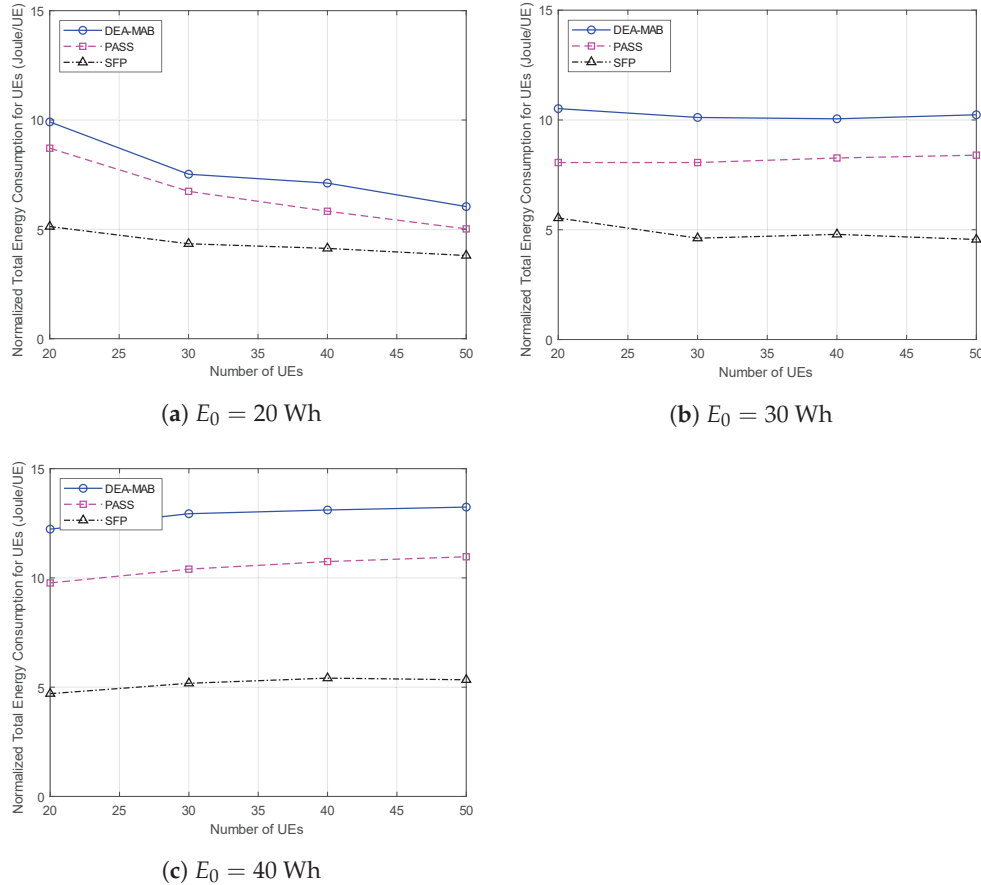 Normalized Total Energy Consumption for UEs (Joule/UE)
15
10
5
0
DEA-MAB
PASS
SFP
20 25 30 35 40 45 50
Number of UEs
(a) E₀ = 20 Wh
Normalized Total Energy Consumption for UEs (Joule/UE)
15
10
5
0
DEA-MAB
PASS
SFP
20 25 30 35 40 45 50
Number of UEs
(b) E₀ = 30 Wh
Normalized Total Energy Consumption for UEs (Joule/UE)
15
10
5
0
DEA-MAB
PASS
SFP
20 25 30 35 40 45 50
Number of UEs
(c) E₀ = 40 Wh